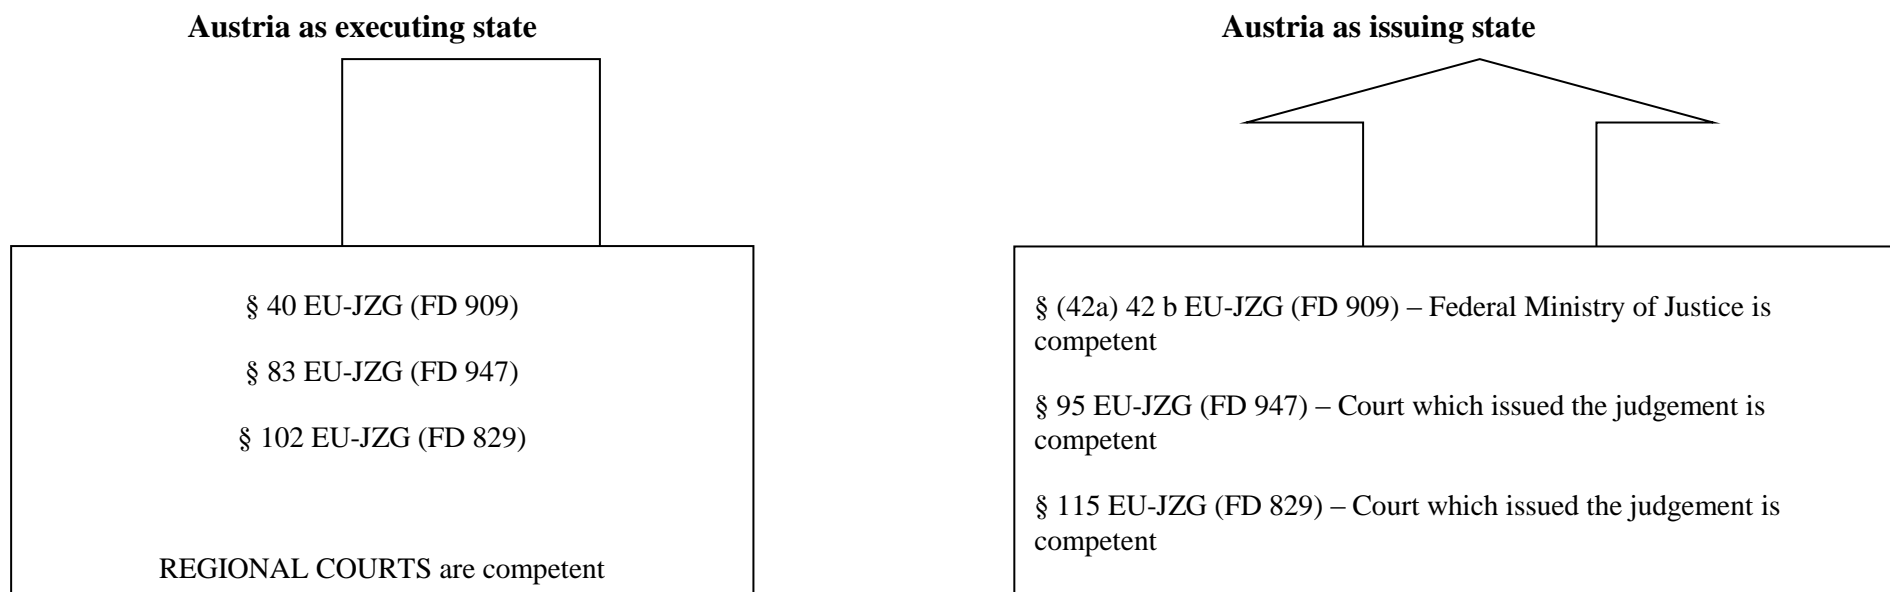 Austria as executing state
§ 40 EU-JZG (FD 909)
§ 83 EU-JZG (FD 947)
§ 102 EU-JZG (FD 829)
REGIONAL COURTS are competent
Austria as issuing state
§ (42a) 42 b EU-JZG (FD 909) – Federal Ministry of Justice is
competent
§ 95 EU-JZG (FD 947) – Court which issued the judgement is
competent
§ 115 EU-JZG (FD 829) – Court which issued the judgement is
competent